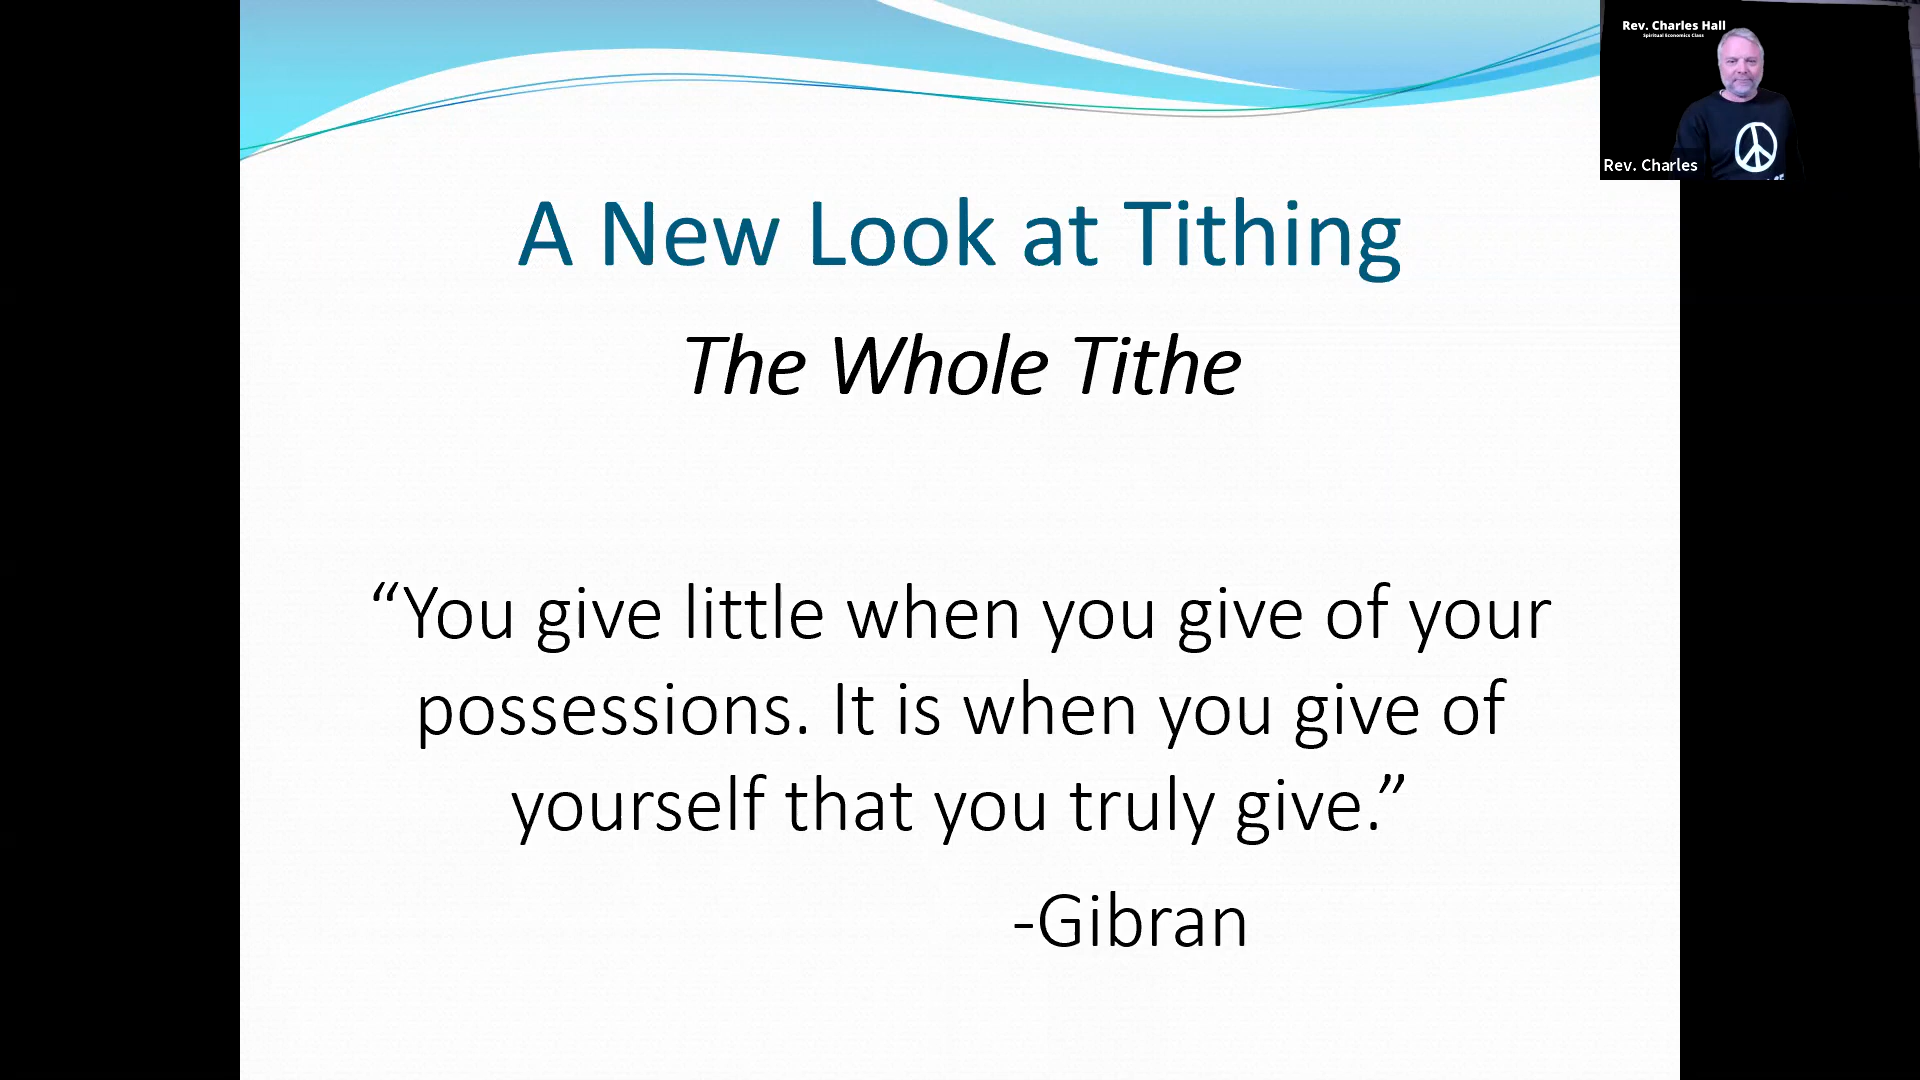 Rev. Charles Hall
Spiritual Economics Class
Rev. Charles
A New Look at Tithing
The Whole Tithe
“You give little when you give of your
possessions. It is when you give of
yourself that you truly give.”
-Gibran